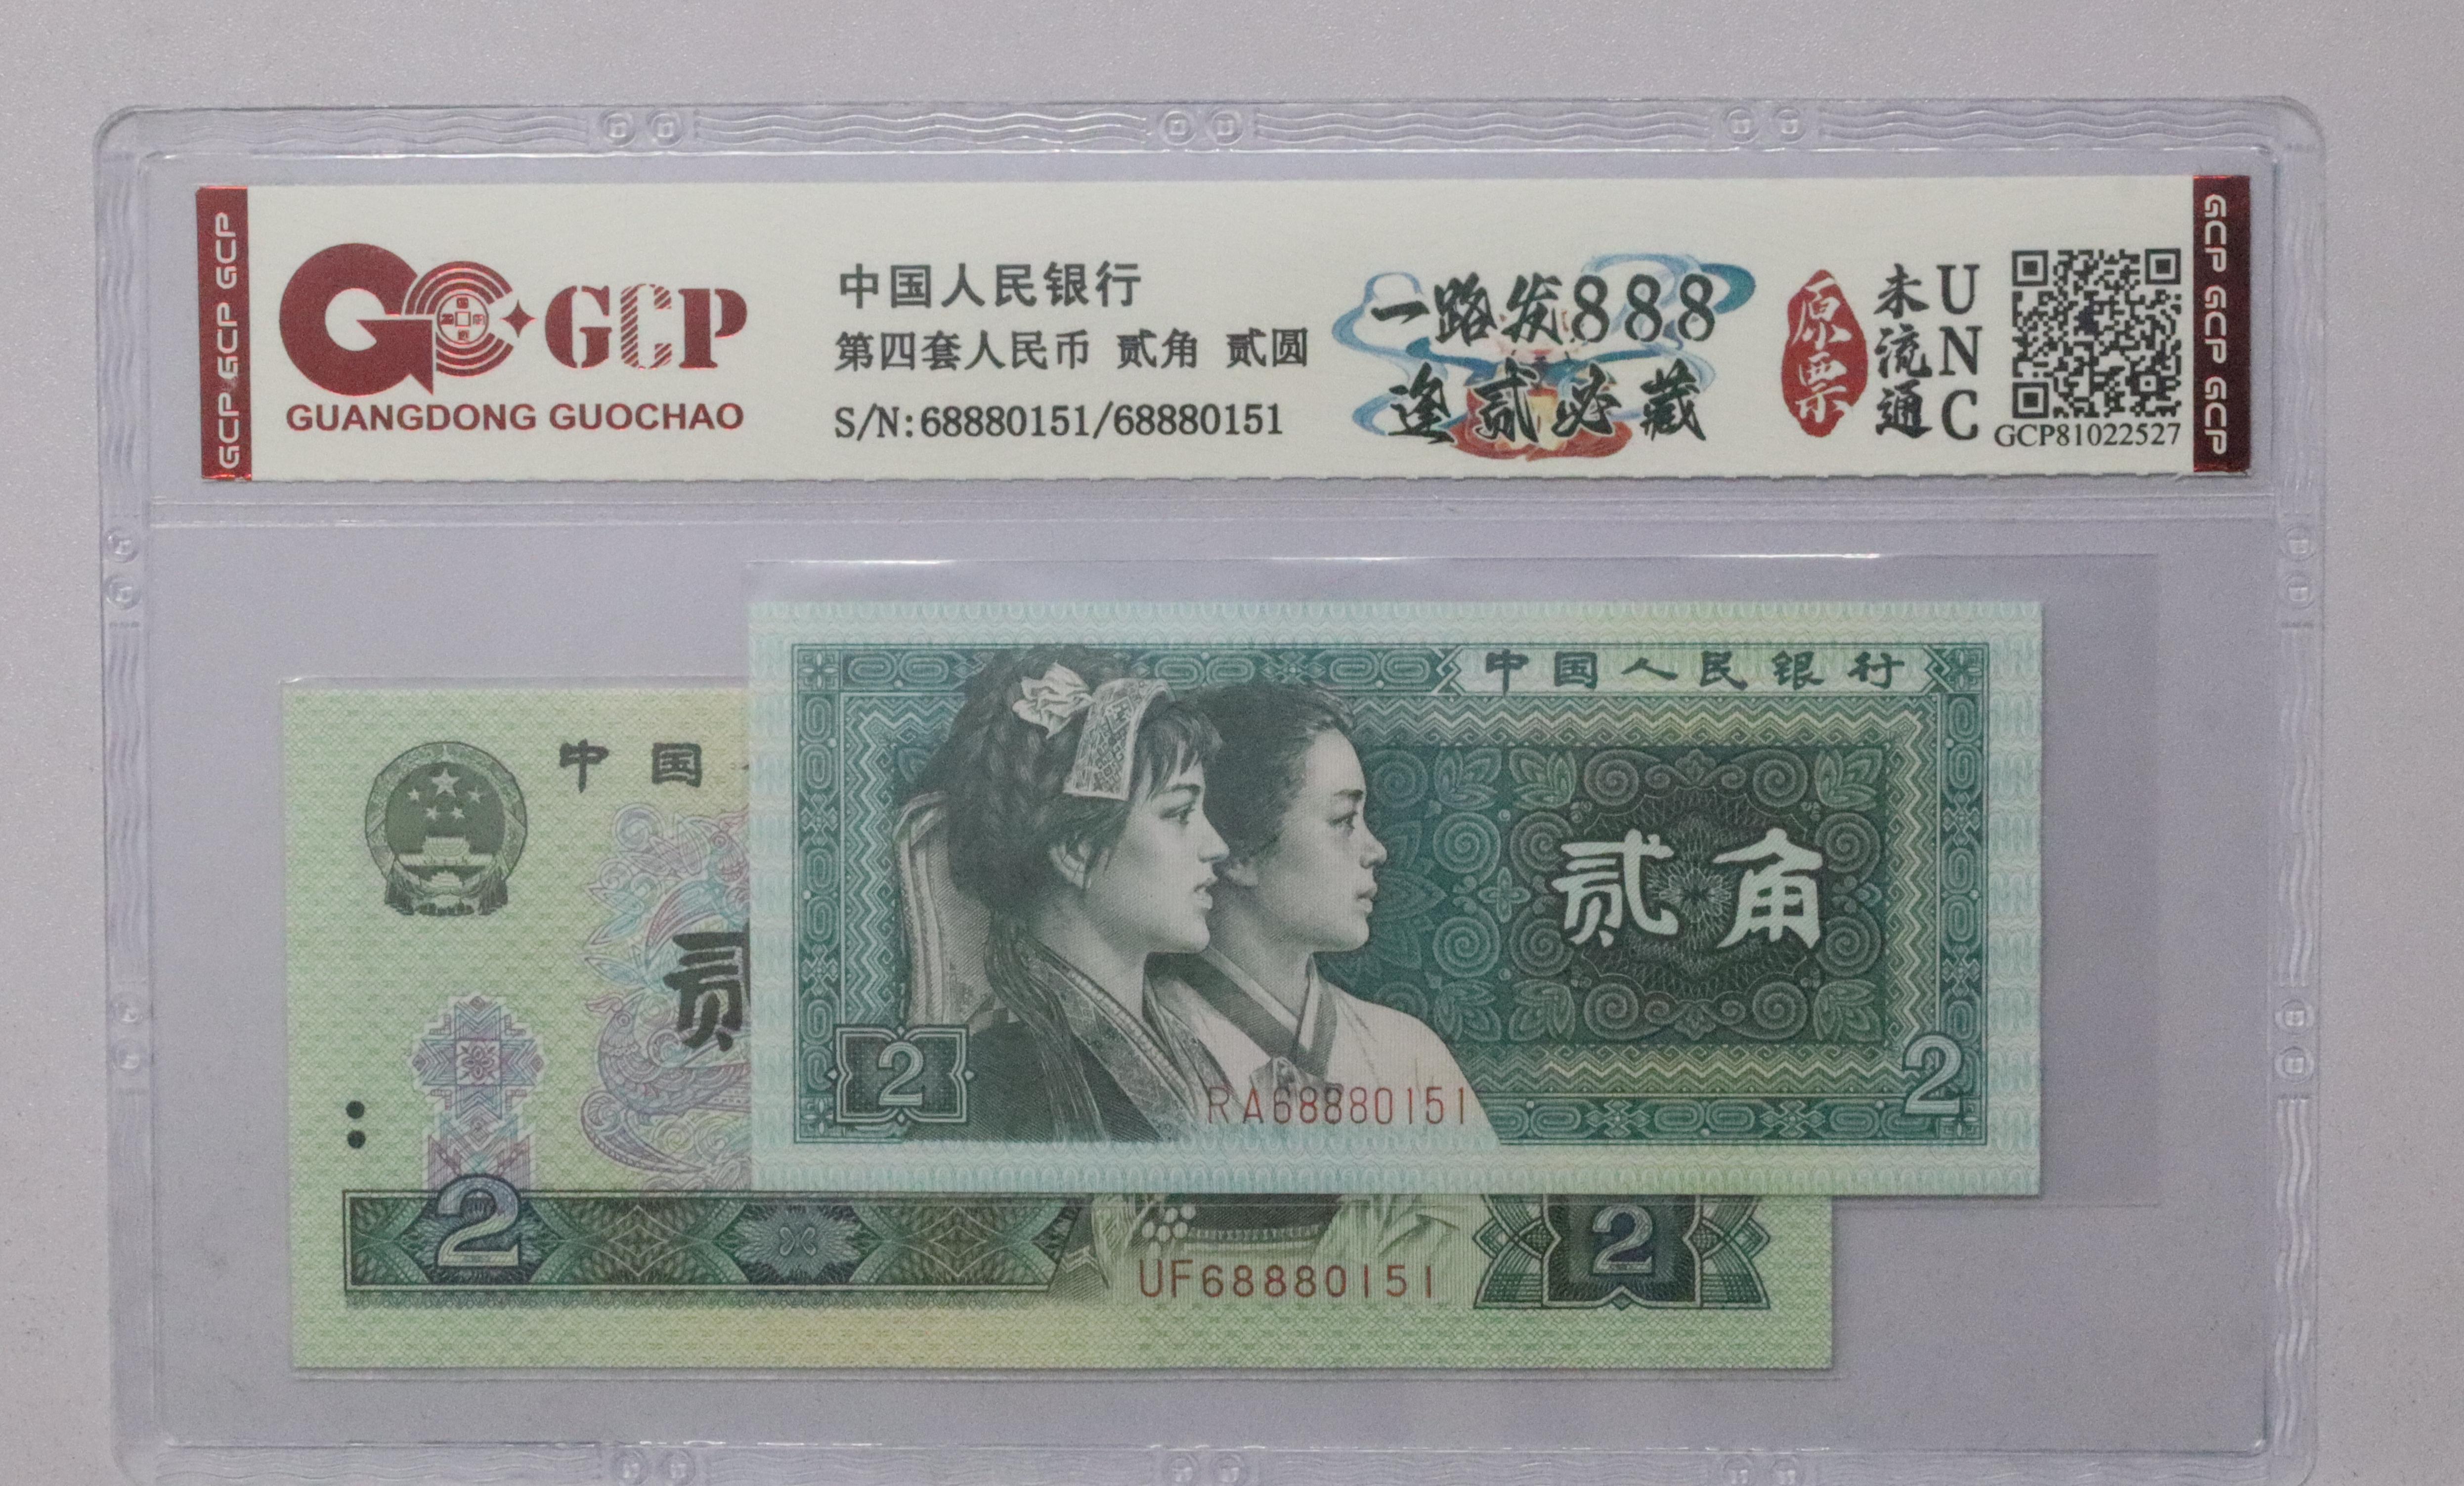 GCP GCP GCP
GCP
GUANGDONG GUOCHAO
中国人民银行
第四套人民币 贰角 贰圆
S/N:68880151/68880151
一路发888
逢贰必藏
原票
未流通
UNC
GCP81022527
GCP GCP GCP
中国人民银行
贰角
2
2
RA68880151
中国
贰
2
2
UF68880151